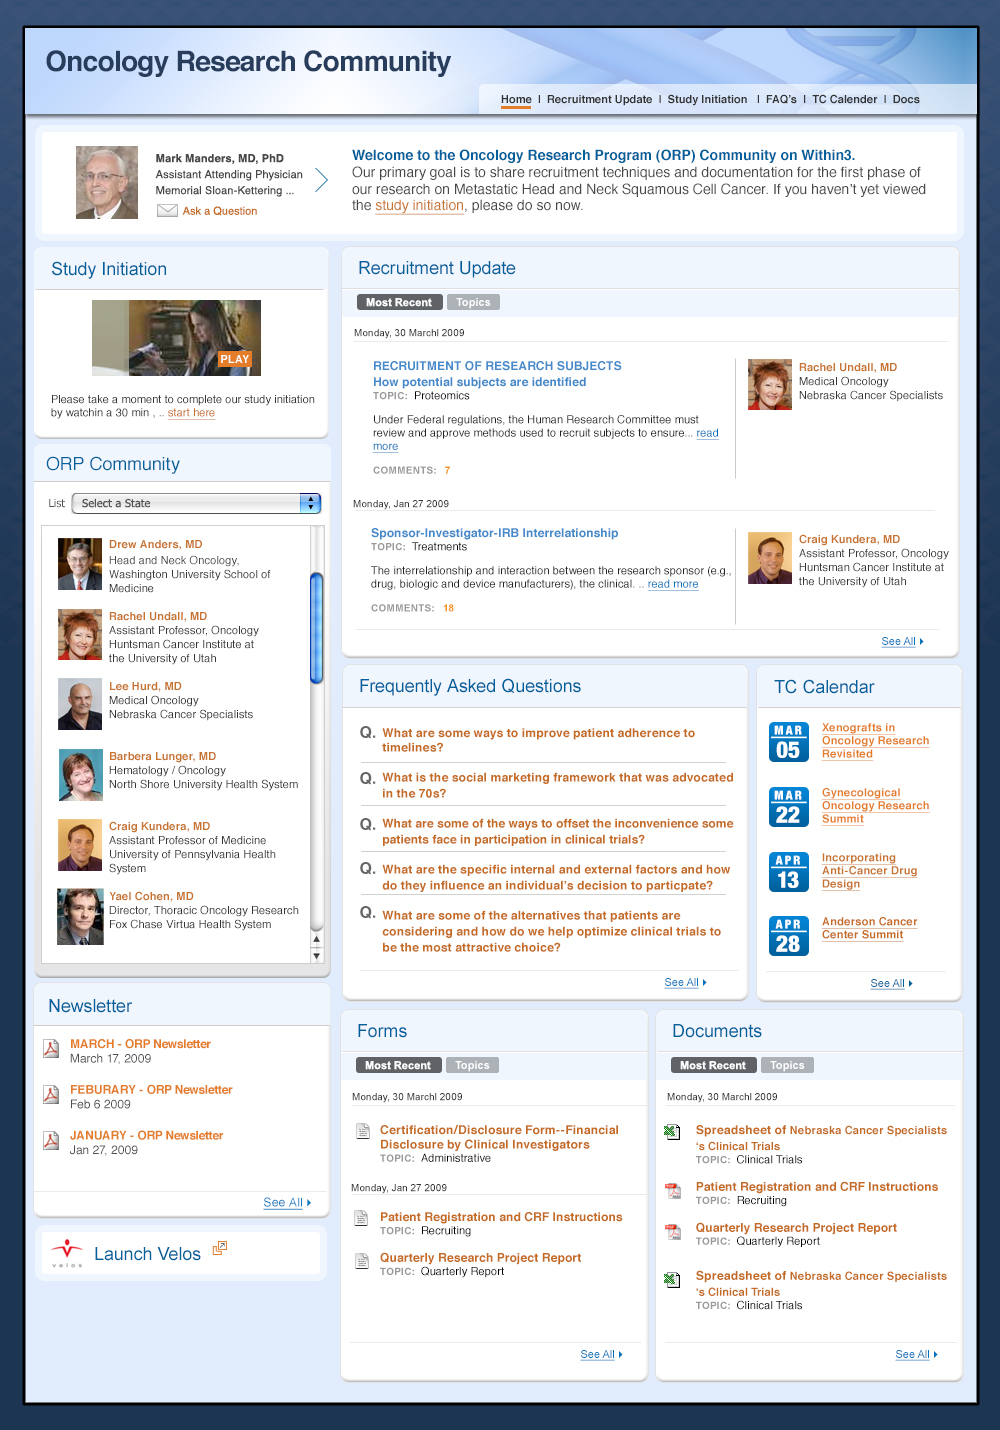 Oncology Research Community
Home | Recruitment Update | Study Initiation | FAQ's | TC Calender | Docs
Mark Manders, MD, PhD
Assistant Attending Physician
Memorial Sloan-Kettering ...
Ask a Question
Welcome to the Oncology Research Program (ORP) Community on Within3.
Our primary goal is to share recruitment techniques and documentation for the first phase of
our research on Metastatic Head and Neck Squamous Cell Cancer. If you haven't yet viewed
the study initiation, please do so now.
Study Initiation
PLAY
Please take a moment to complete our study initiation
by watchin a 30 min , .. start here
ORP Community
List Select a State
Drew Anders, MD
Head and Neck Oncology,
Washington University School of
Medicine
Rachel Undall, MD
Assistant Professor, Oncology
Huntsman Cancer Institute at
the University of Utah
Lee Hurd, MD
Medical Oncology
Nebraska Cancer Specialists
Barbera Lunger, MD
Hematology / Oncology
North Shore University Health System
Craig Kundera, MD
Assistant Professor of Medicine
University of Pennsylvania Health
System
Yael Cohen, MD
Director, Thoracic Oncology Research
Fox Chase Virtua Health System
Newsletter
MARCH - ORP Newsletter
March 17, 2009
FEBURARY - ORP Newsletter
Feb 6 2009
JANUARY - ORP Newsletter
Jan 27, 2009
See All
velos
Launch Velos
Recruitment Update
Most Recent Topics
Monday, 30 Marchl 2009
RECRUITMENT OF RESEARCH SUBJECTS
How potential subjects are identified
TOPIC: Proteomics
Under Federal regulations, the Human Research Committee must
review and approve methods used to recruit subjects to ensure... read
more
COMMENTS: 7
Rachel Undall, MD
Medical Oncology
Nebraska Cancer Specialists
Monday, Jan 27 2009
Sponsor-Investigator-IRB Interrelationship
TOPIC: Treatments
The interrelationship and interaction between the research sponsor (e.g.,
drug, biologic and device manufacturers), the clinical. .. read more
COMMENTS: 18
Craig Kundera, MD
Assistant Professor, Oncology
Huntsman Cancer Institute at
the University of Utah
See All
Frequently Asked Questions
Q. What are some ways to improve patient adherence to
timelines?
Q. What is the social marketing framework that was advocated
in the 70s?
Q. What are some of the ways to offset the inconvenience some
patients face in participation in clinical trials?
Q. What are the specific internal and external factors and how
do they influence an individual's decision to particpate?
Q. What are some of the alternatives that patients are
considering and how do we help optimize clinical trials to
be the most attractive choice?
See All
TC Calendar
MAR
05
Xenografts in
Oncology Research
Revisited
MAR
22
Gynecological
Oncology Research
Summit
APR
13
Incorporating
Anti-Cancer Drug
Design
APR
28
Anderson Cancer
Center Summit
See All
Forms
Most Recent Topics
Monday, 30 Marchl 2009
Certification/Disclosure Form--Financial
Disclosure by Clinical Investigators
TOPIC: Administrative
Monday, Jan 27 2009
Patient Registration and CRF Instructions
TOPIC: Recruiting
Quarterly Research Project Report
TOPIC: Quarterly Report
See All
Documents
Most Recent Topics
Monday, 30 Marchl 2009
Spreadsheet of Nebraska Cancer Specialists
's Clinical Trials
TOPIC: Clinical Trials
Patient Registration and CRF Instructions
TOPIC: Recruiting
Quarterly Research Project Report
TOPIC: Quarterly Report
Spreadsheet of Nebraska Cancer Specialists
's Clinical Trials
TOPIC: Clinical Trials
See All